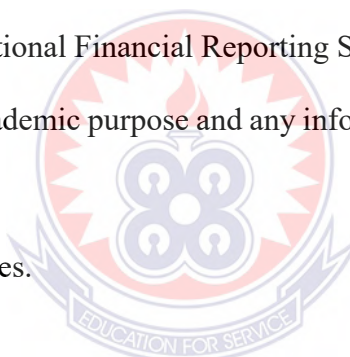 tional Financial Reporting S
ademic purpose and any info
es.
EDUCATION FOR SERVICE